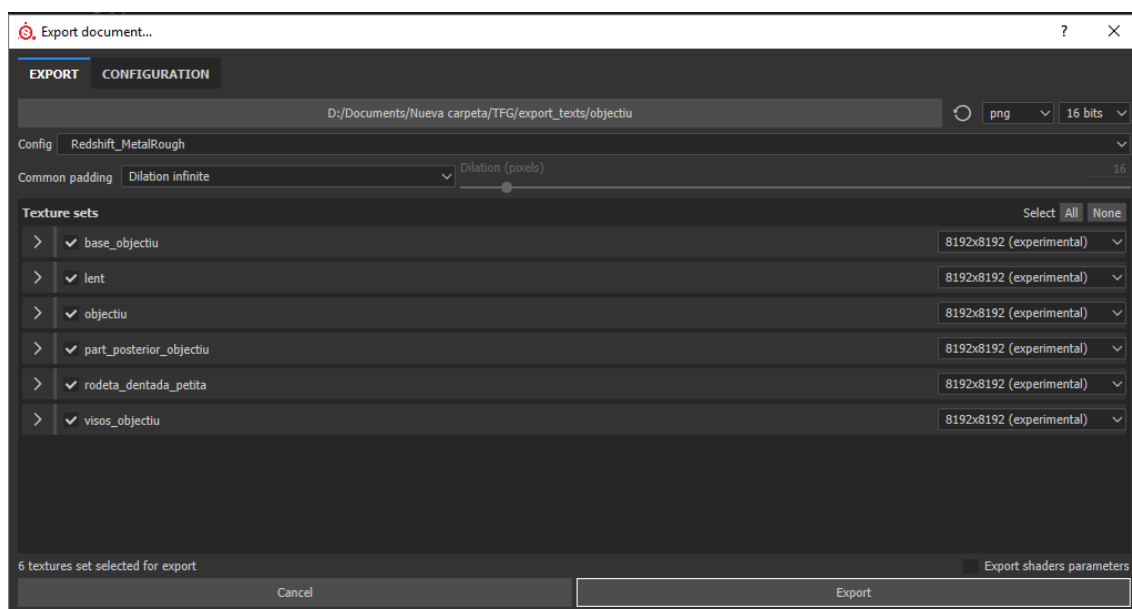 Export document...
?
EXPORT CONFIGURATION
D:/Documents/Nueva carpeta/TFG/export_texts/objectiu png 16 bits
Config Redshift_MetalRough
Common padding Dilation infinite Dilation (pixels) 16
Texture sets Select All None
base_objectiu 8192x8192 (experimental)
lent 8192x8192 (experimental)
objectiu 8192x8192 (experimental)
part_posterior_objectiu 8192x8192 (experimental)
rodeta_dentada_petita 8192x8192 (experimental)
visos_objectiu 8192x8192 (experimental)
6 textures set selected for export Export shaders parameters
Cancel Export